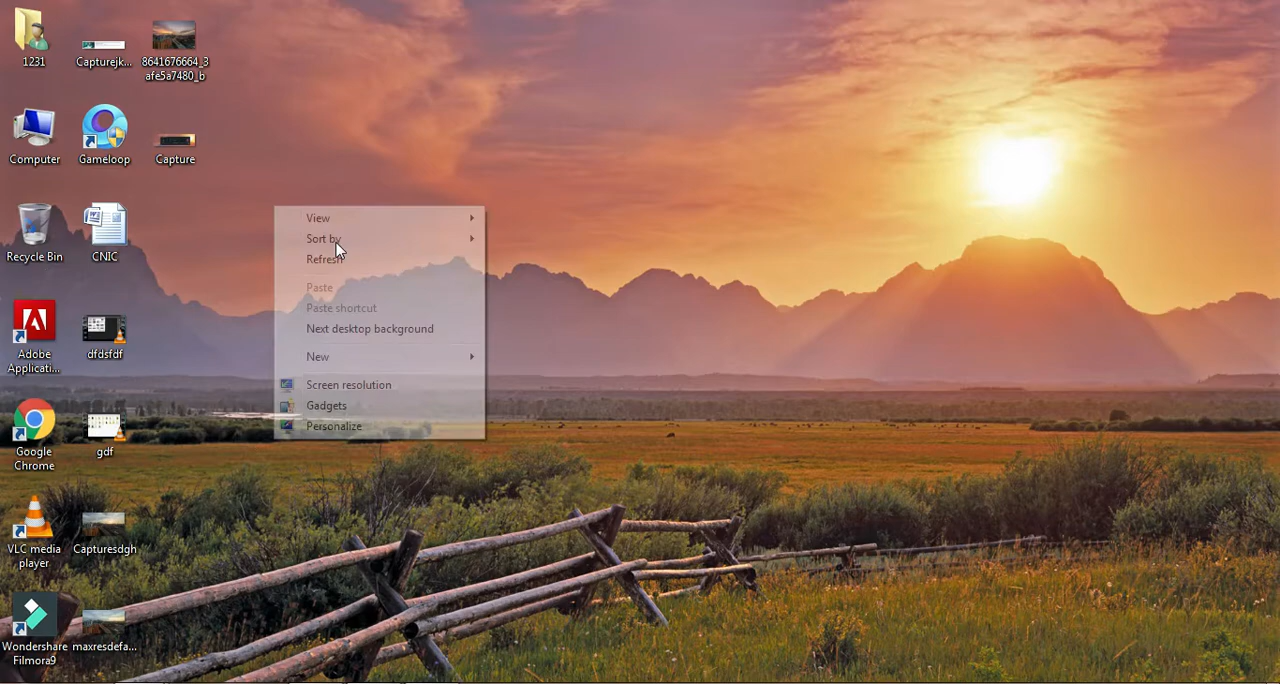 1231
Capturejk...
8641676664_3
afe5a7480_b
Computer
Gameloop
Capture
Recycle Bin
CNIC
Adobe
Applicati...
dfdsfdf
Google
Chrome
gdf
VLC media
player
Capturesdgh
Wondershare
Filmora9
maxresdefa...
View
Sort by
Refresh
Paste
Paste shortcut
Next desktop background
New
Screen resolution
Gadgets
Personalize